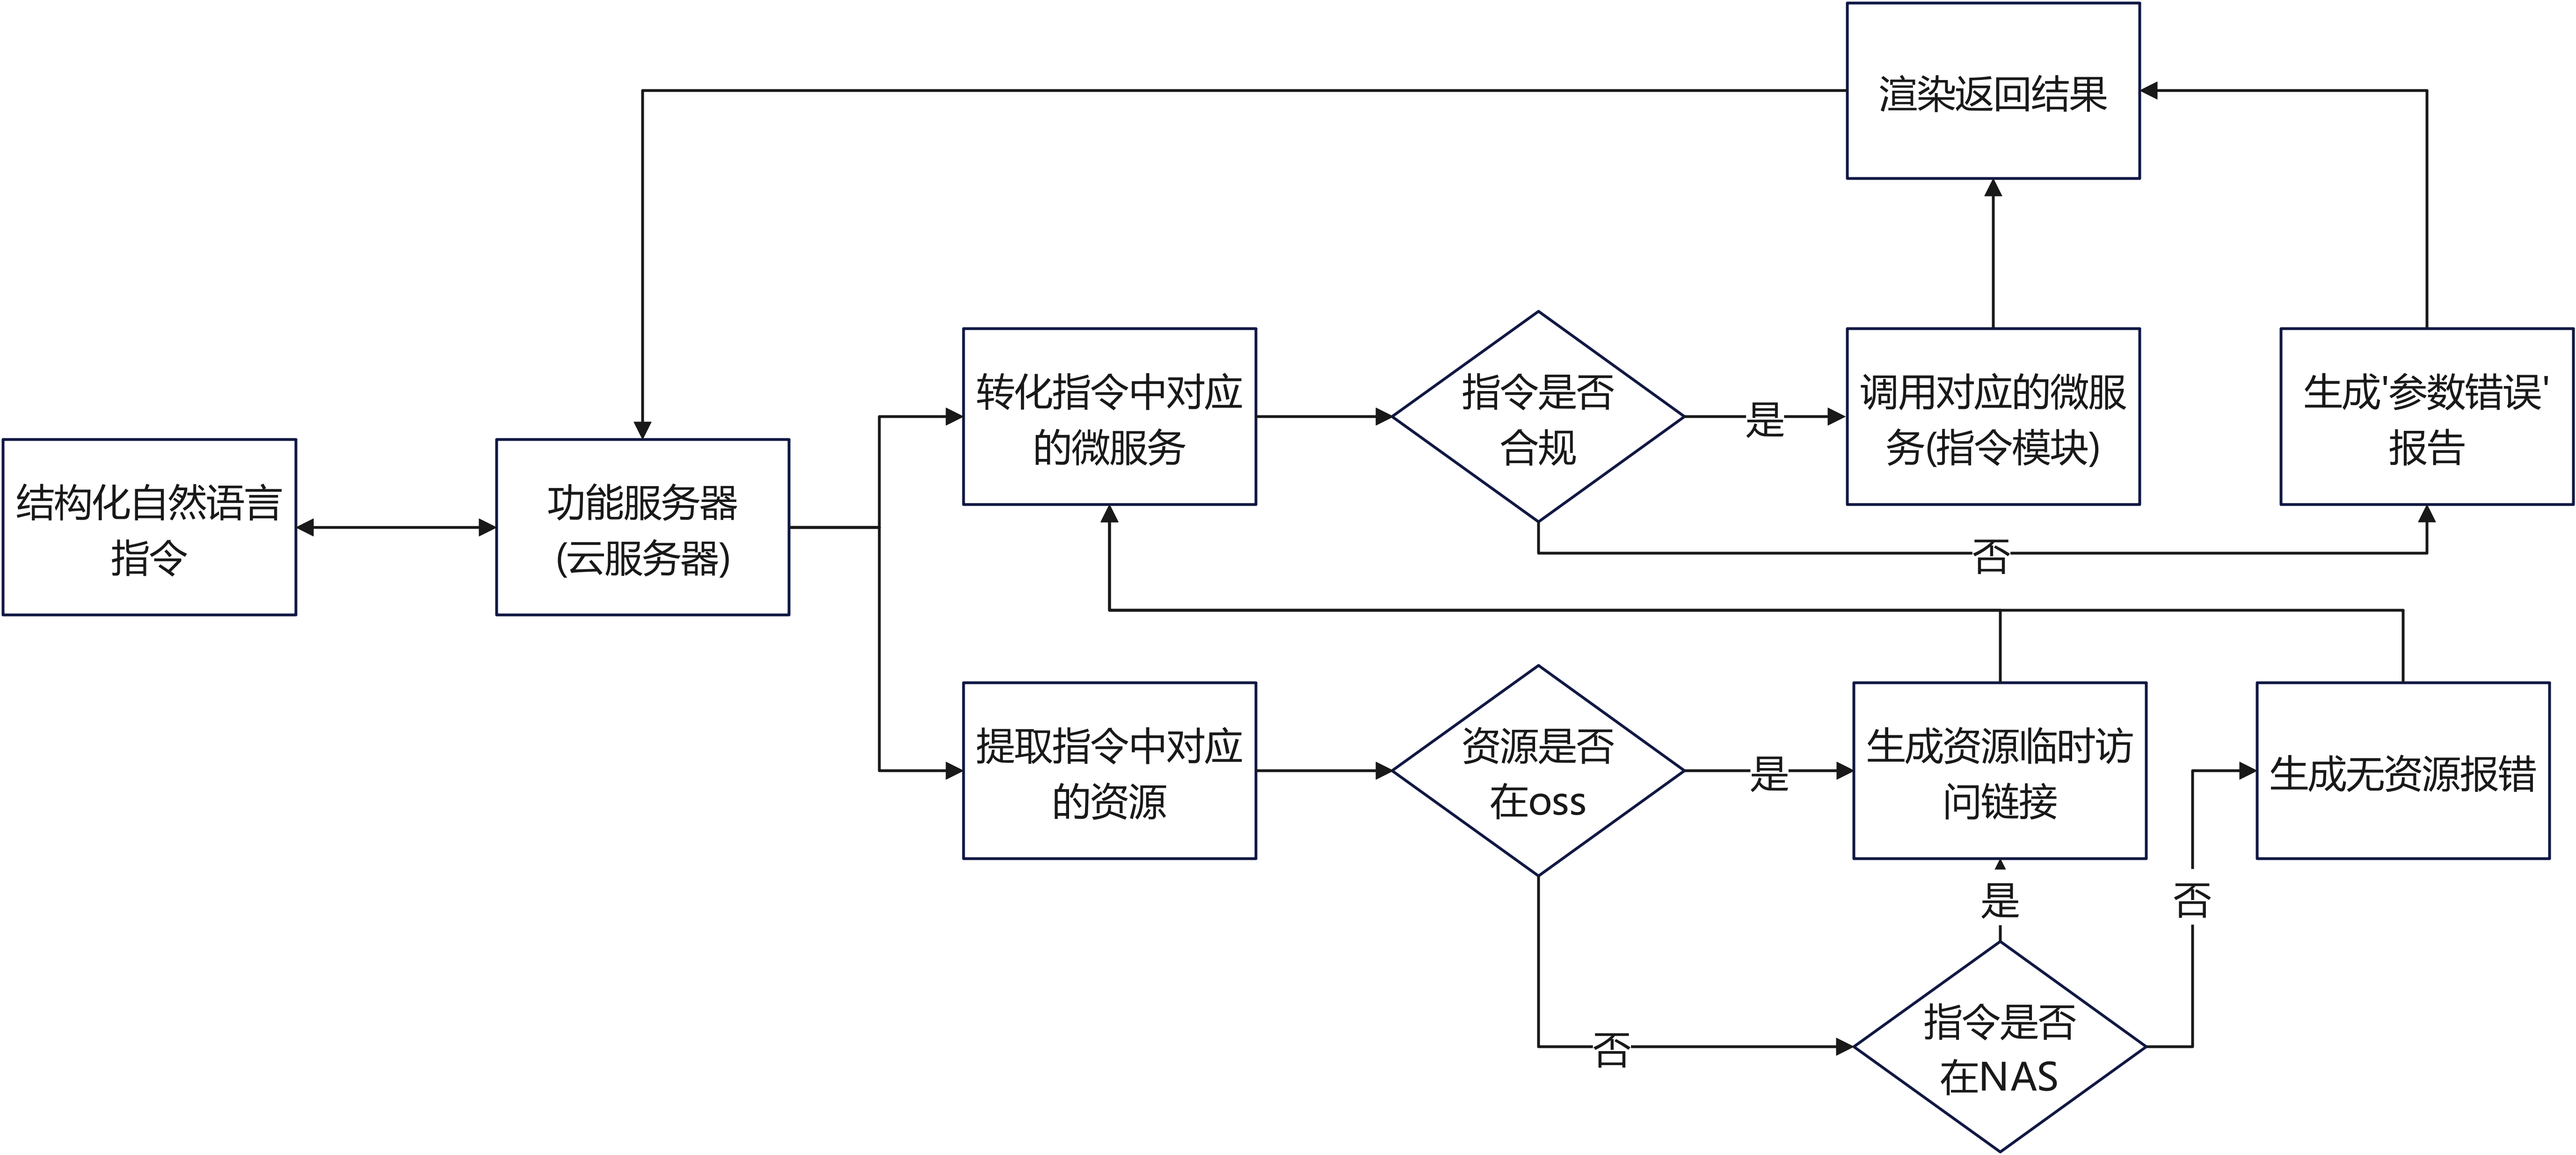 渲染返回结果
转化指令中对应
的微服务
指令是否
合规
是
调用对应的微服
务(指令模块)
生成'参数错误'
报告
否
结构化自然语言
指令
功能服务器
(云服务器)
提取指令中对应
的资源
资源是否
在oss
是
生成资源临时访
问链接
生成无资源报错
是
否
否
指令是否
在NAS